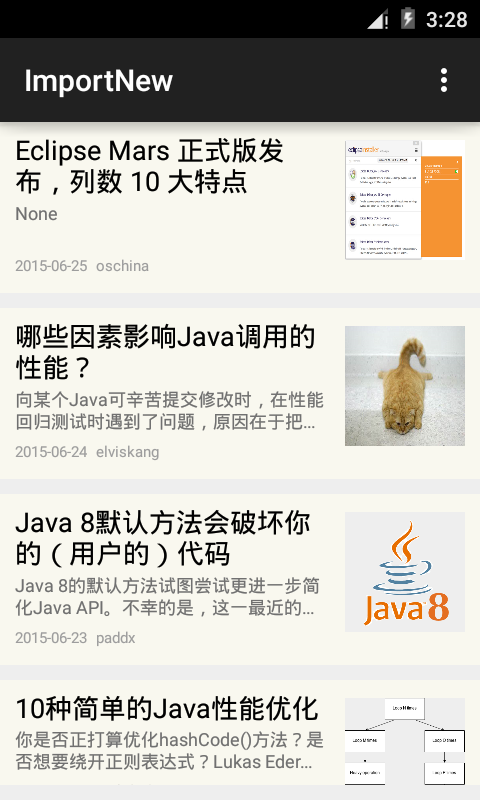 3:28
ImportNew
Eclipse Mars 正式版发
布，列数 10 大特点
None
2015-06-25 oschina
哪些因素影响Java调用的
性能？
向某个Java可辛苦提交修改时，在性能
回归测试时遇到了问题，原因在于把...
2015-06-24 elviskang
Java 8默认方法会破坏你
的（用户的）代码
Java 8的默认方法试图尝试更进一步简
化Java API。不幸的是，这一最近的...
2015-06-23 paddx
Java 8
10种简单的Java性能优化
你是否正打算优化hashCode()方法？是
否想要绕开正则表达式？Lukas Eder...
Loop N times
Loop M times
Loop O times
Heavy operation